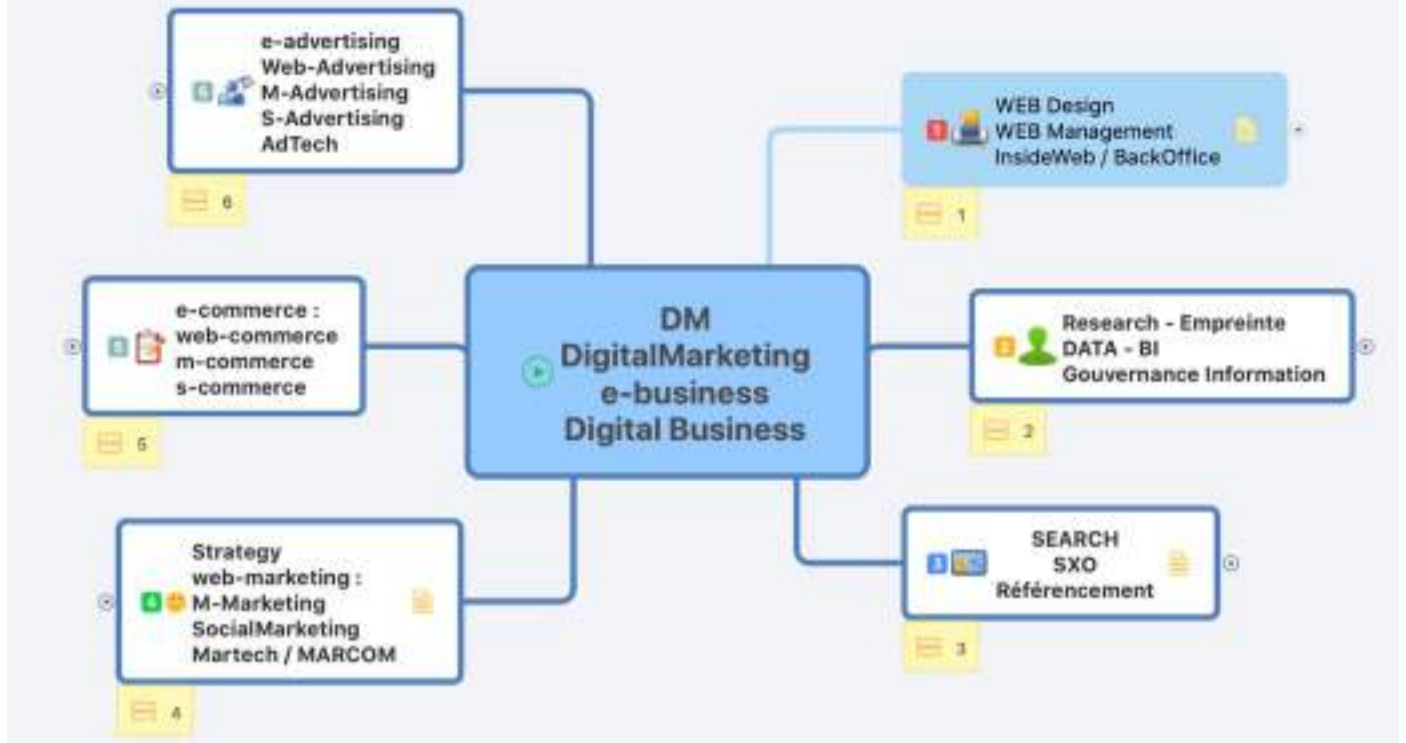 e-advertising
Web-Advertising
M-Advertising
S-Advertising
AdTech
6
WEB Design
WEB Management
InsideWeb / BackOffice
1
DM
DigitalMarketing
e-business
Digital Business
e-commerce :
web-commerce
m-commerce
s-commerce
5
Research - Empreinte
DATA - BI
Gouvernance Information
2
Strategy
web-marketing :
4
M-Marketing
SocialMarketing
Martech / MARCOM
4
3
SEARCH
SXO
Référencement
3